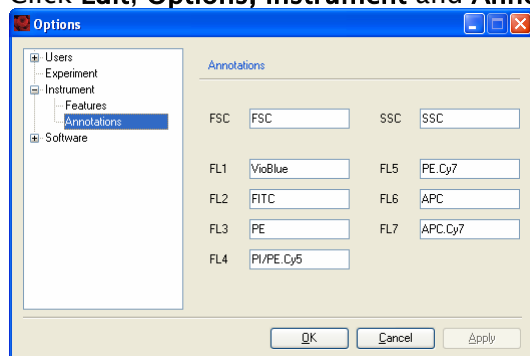 Click Edit, Options, Instrument and Anno
Options
Users
Experiment
Instrument
Features
Annotations
Software
Annotations
FSC FSC SSC SSC
FL1 VioBlue FL5 PE.Cy7
FL2 FITC FL6 APC
FL3 PE FL7 APC.Cy7
FL4 PI/PE.Cy5
OK Cancel Apply